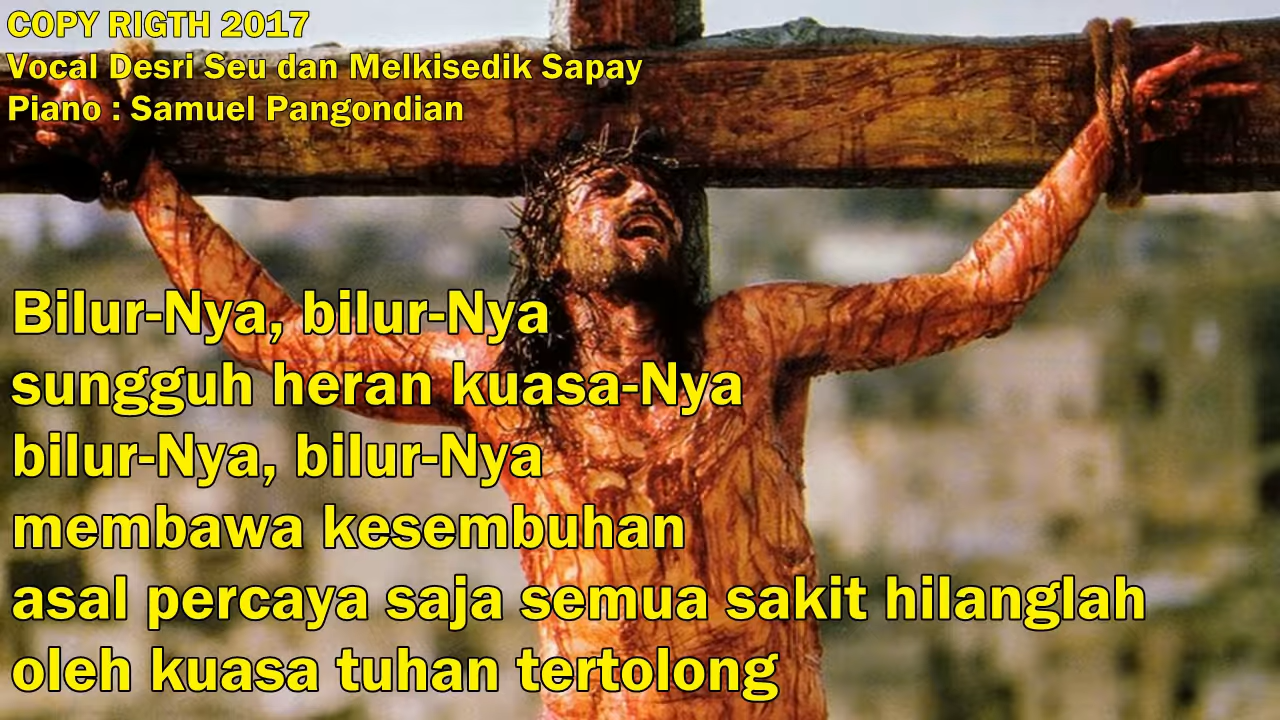 COPY RIGTH 2017
Vocal Desri Seu dan Melkisedik Sapay
Piano : Samuel Pangondian
Bilur-Nya, bilur-Nya
sungguh heran kuasa-Nya
bilur-Nya, bilur-Nya
membawa kesembuhan
asal percaya saja semua sakit hilanglah
oleh kuasa tuhan tertolong